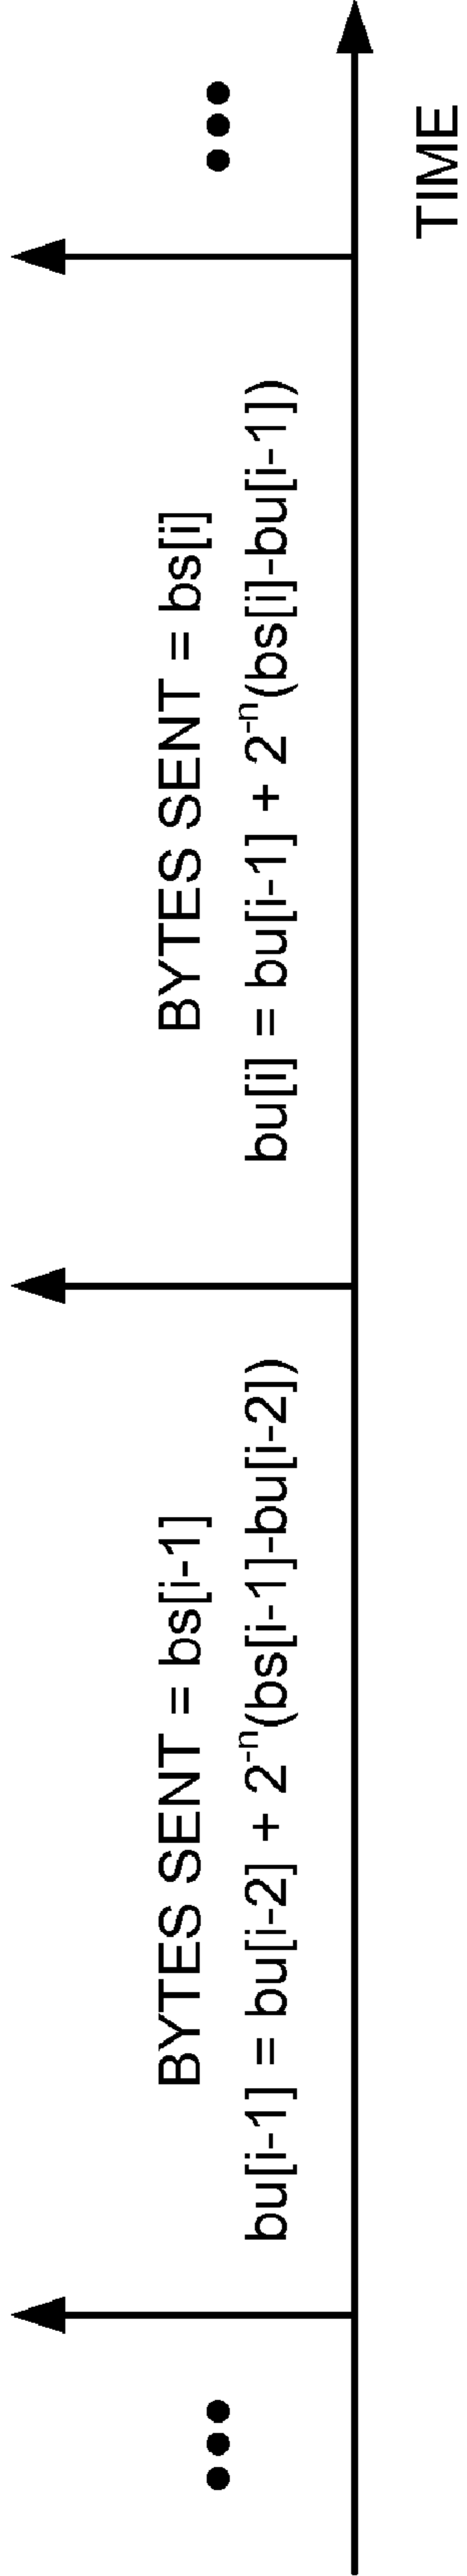 BYTES SENT = bs[i-1]
bu[i-1] = bu[i-2] + 2⁻ⁿ(bs[i-1]-bu[i-2])
BYTES SENT = bs[i]
bu[i] = bu[i-1] + 2⁻ⁿ(bs[i]-bu[i-1])
TIME